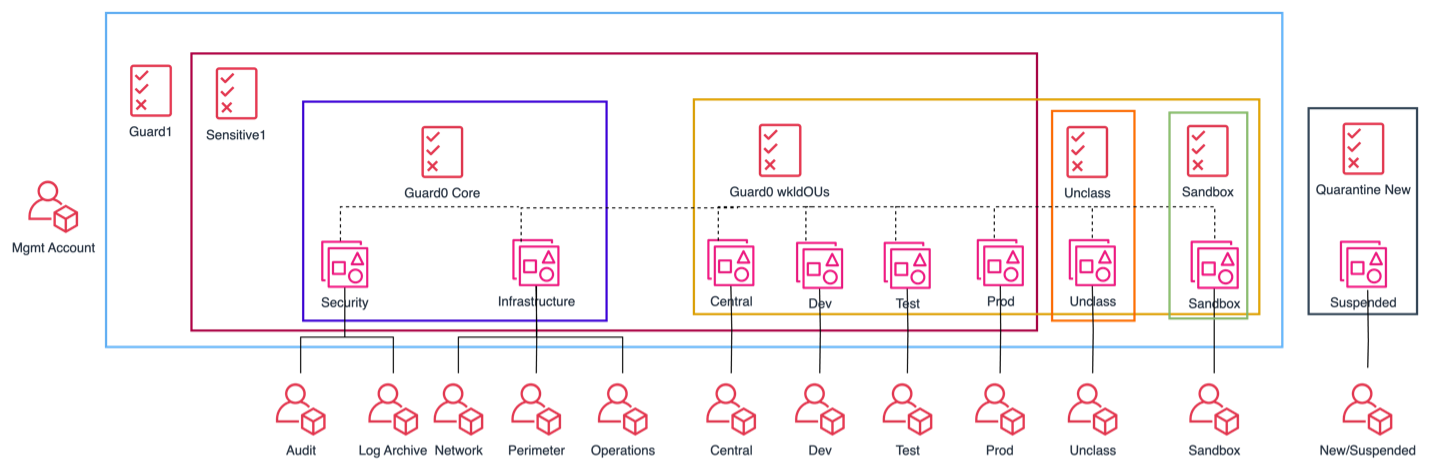 Guard1
Sensitive1
Guard0 Core
Guard0 wkldOUs
Unclass
Sandbox
Quarantine New
Mgmt Account
Security
Infrastructure
Central
Dev
Test
Prod
Unclass
Sandbox
Suspended
Audit
Log Archive
Network
Perimeter
Operations
Central
Dev
Test
Prod
Unclass
Sandbox
New/Suspended